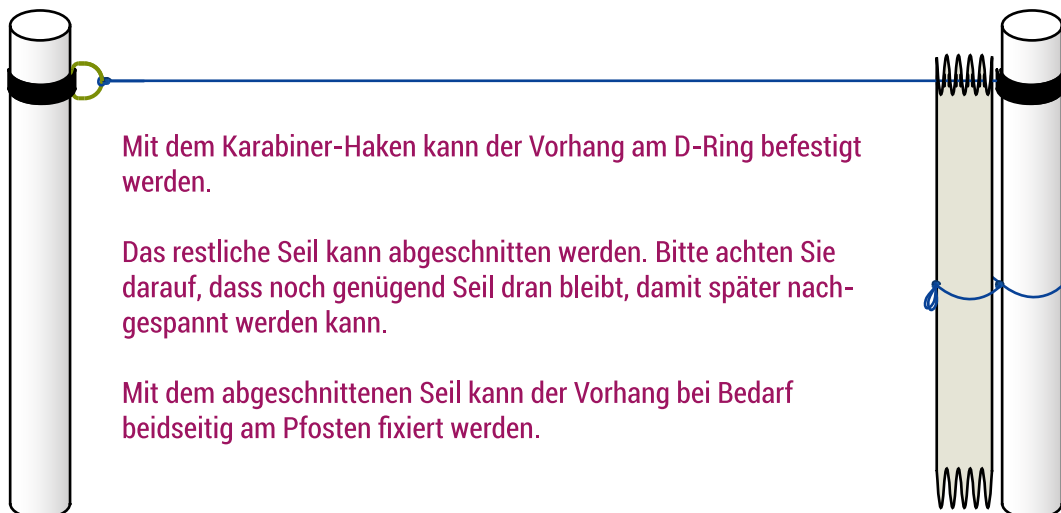 Mit dem Karabiner-Haken kann der Vorhang am D-Ring befestigt
werden.
Das restliche Seil kann abgeschnitten werden. Bitte achten Sie
darauf, dass noch genügend Seil dran bleibt, damit später nach-
gespannt werden kann.
Mit dem abgeschnittenen Seil kann der Vorhang bei Bedarf
beidseitig am Pfosten fixiert werden.